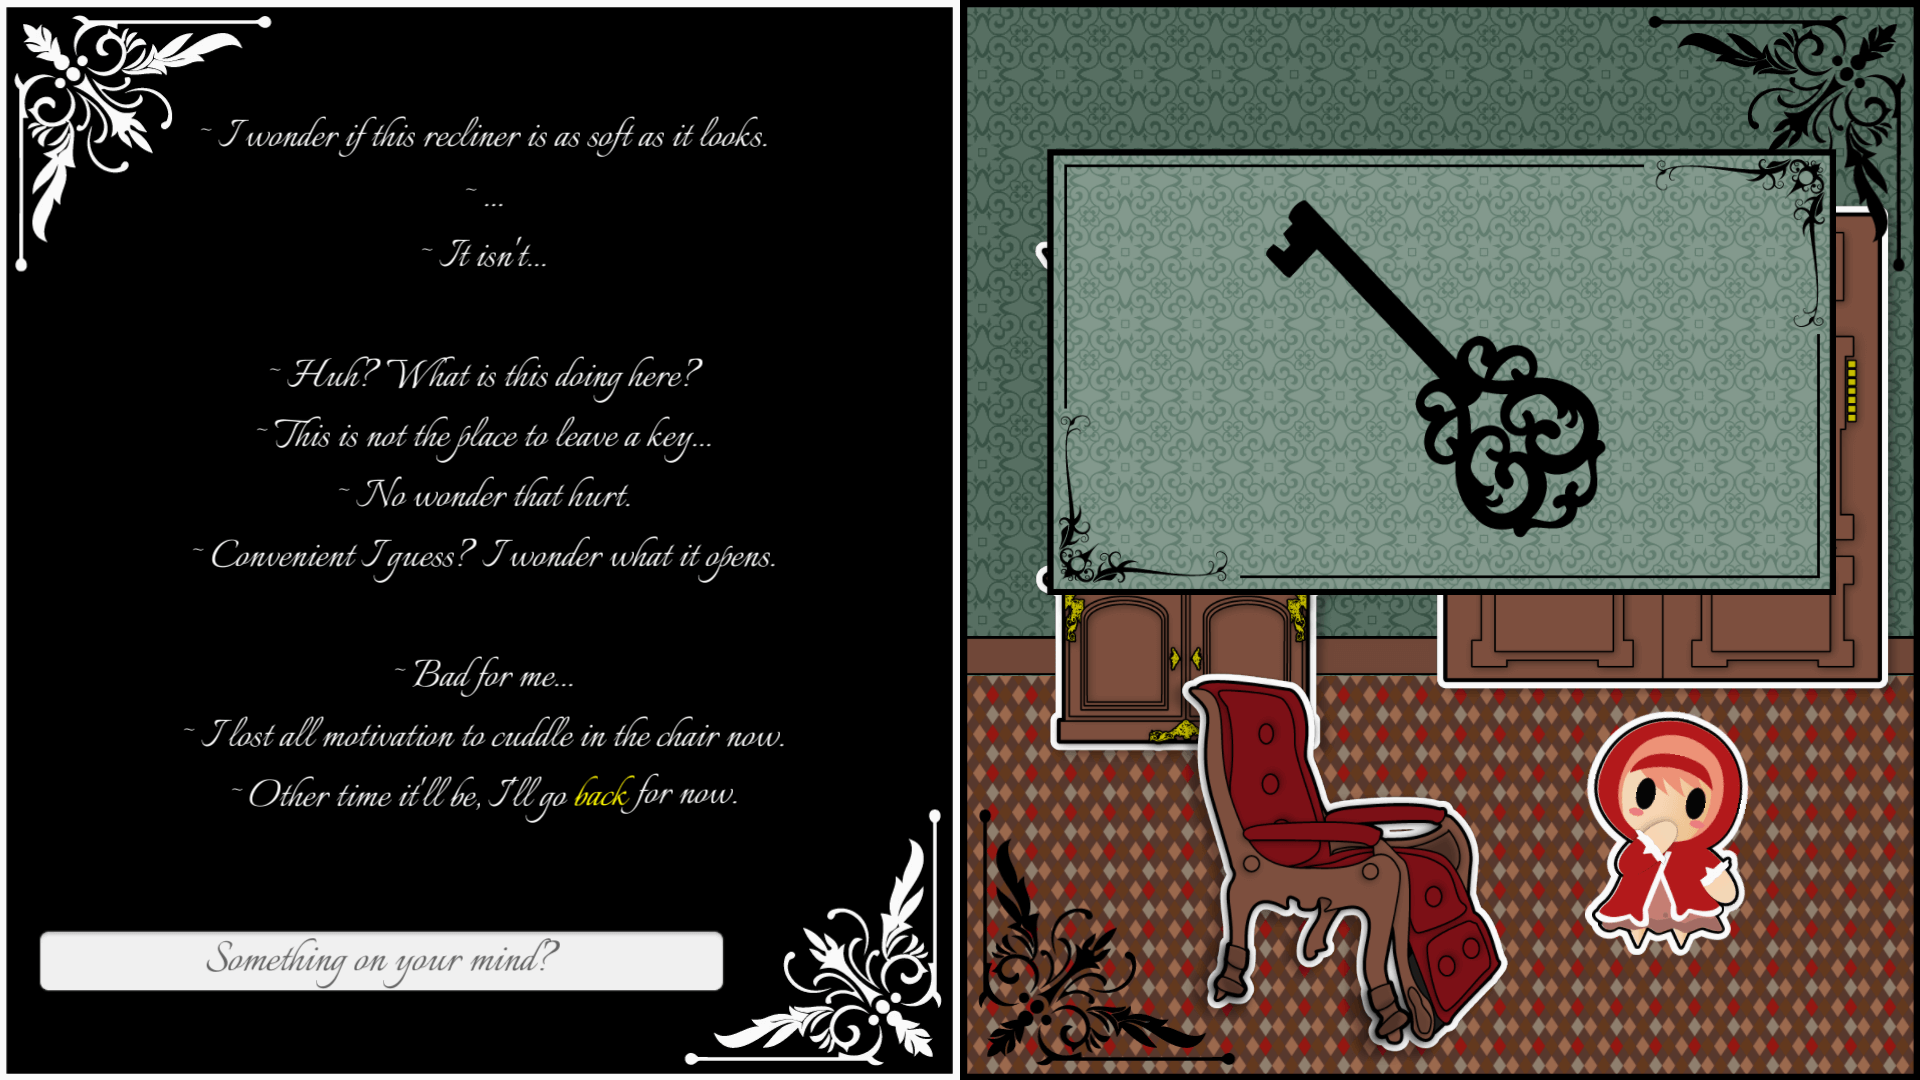 ~ I wonder if this recliner is as soft as it looks.
~ ...
~ It isn't...
~ Huh? What is this doing here?
~ This is not the place to leave a key...
~ No wonder that hurt.
~ Convenient I guess? I wonder what it opens.
~ Bad for me...
~ I lost all motivation to cuddle in the chair now.
~ Other time it'll be, I'll go back for now.
Something on your mind?